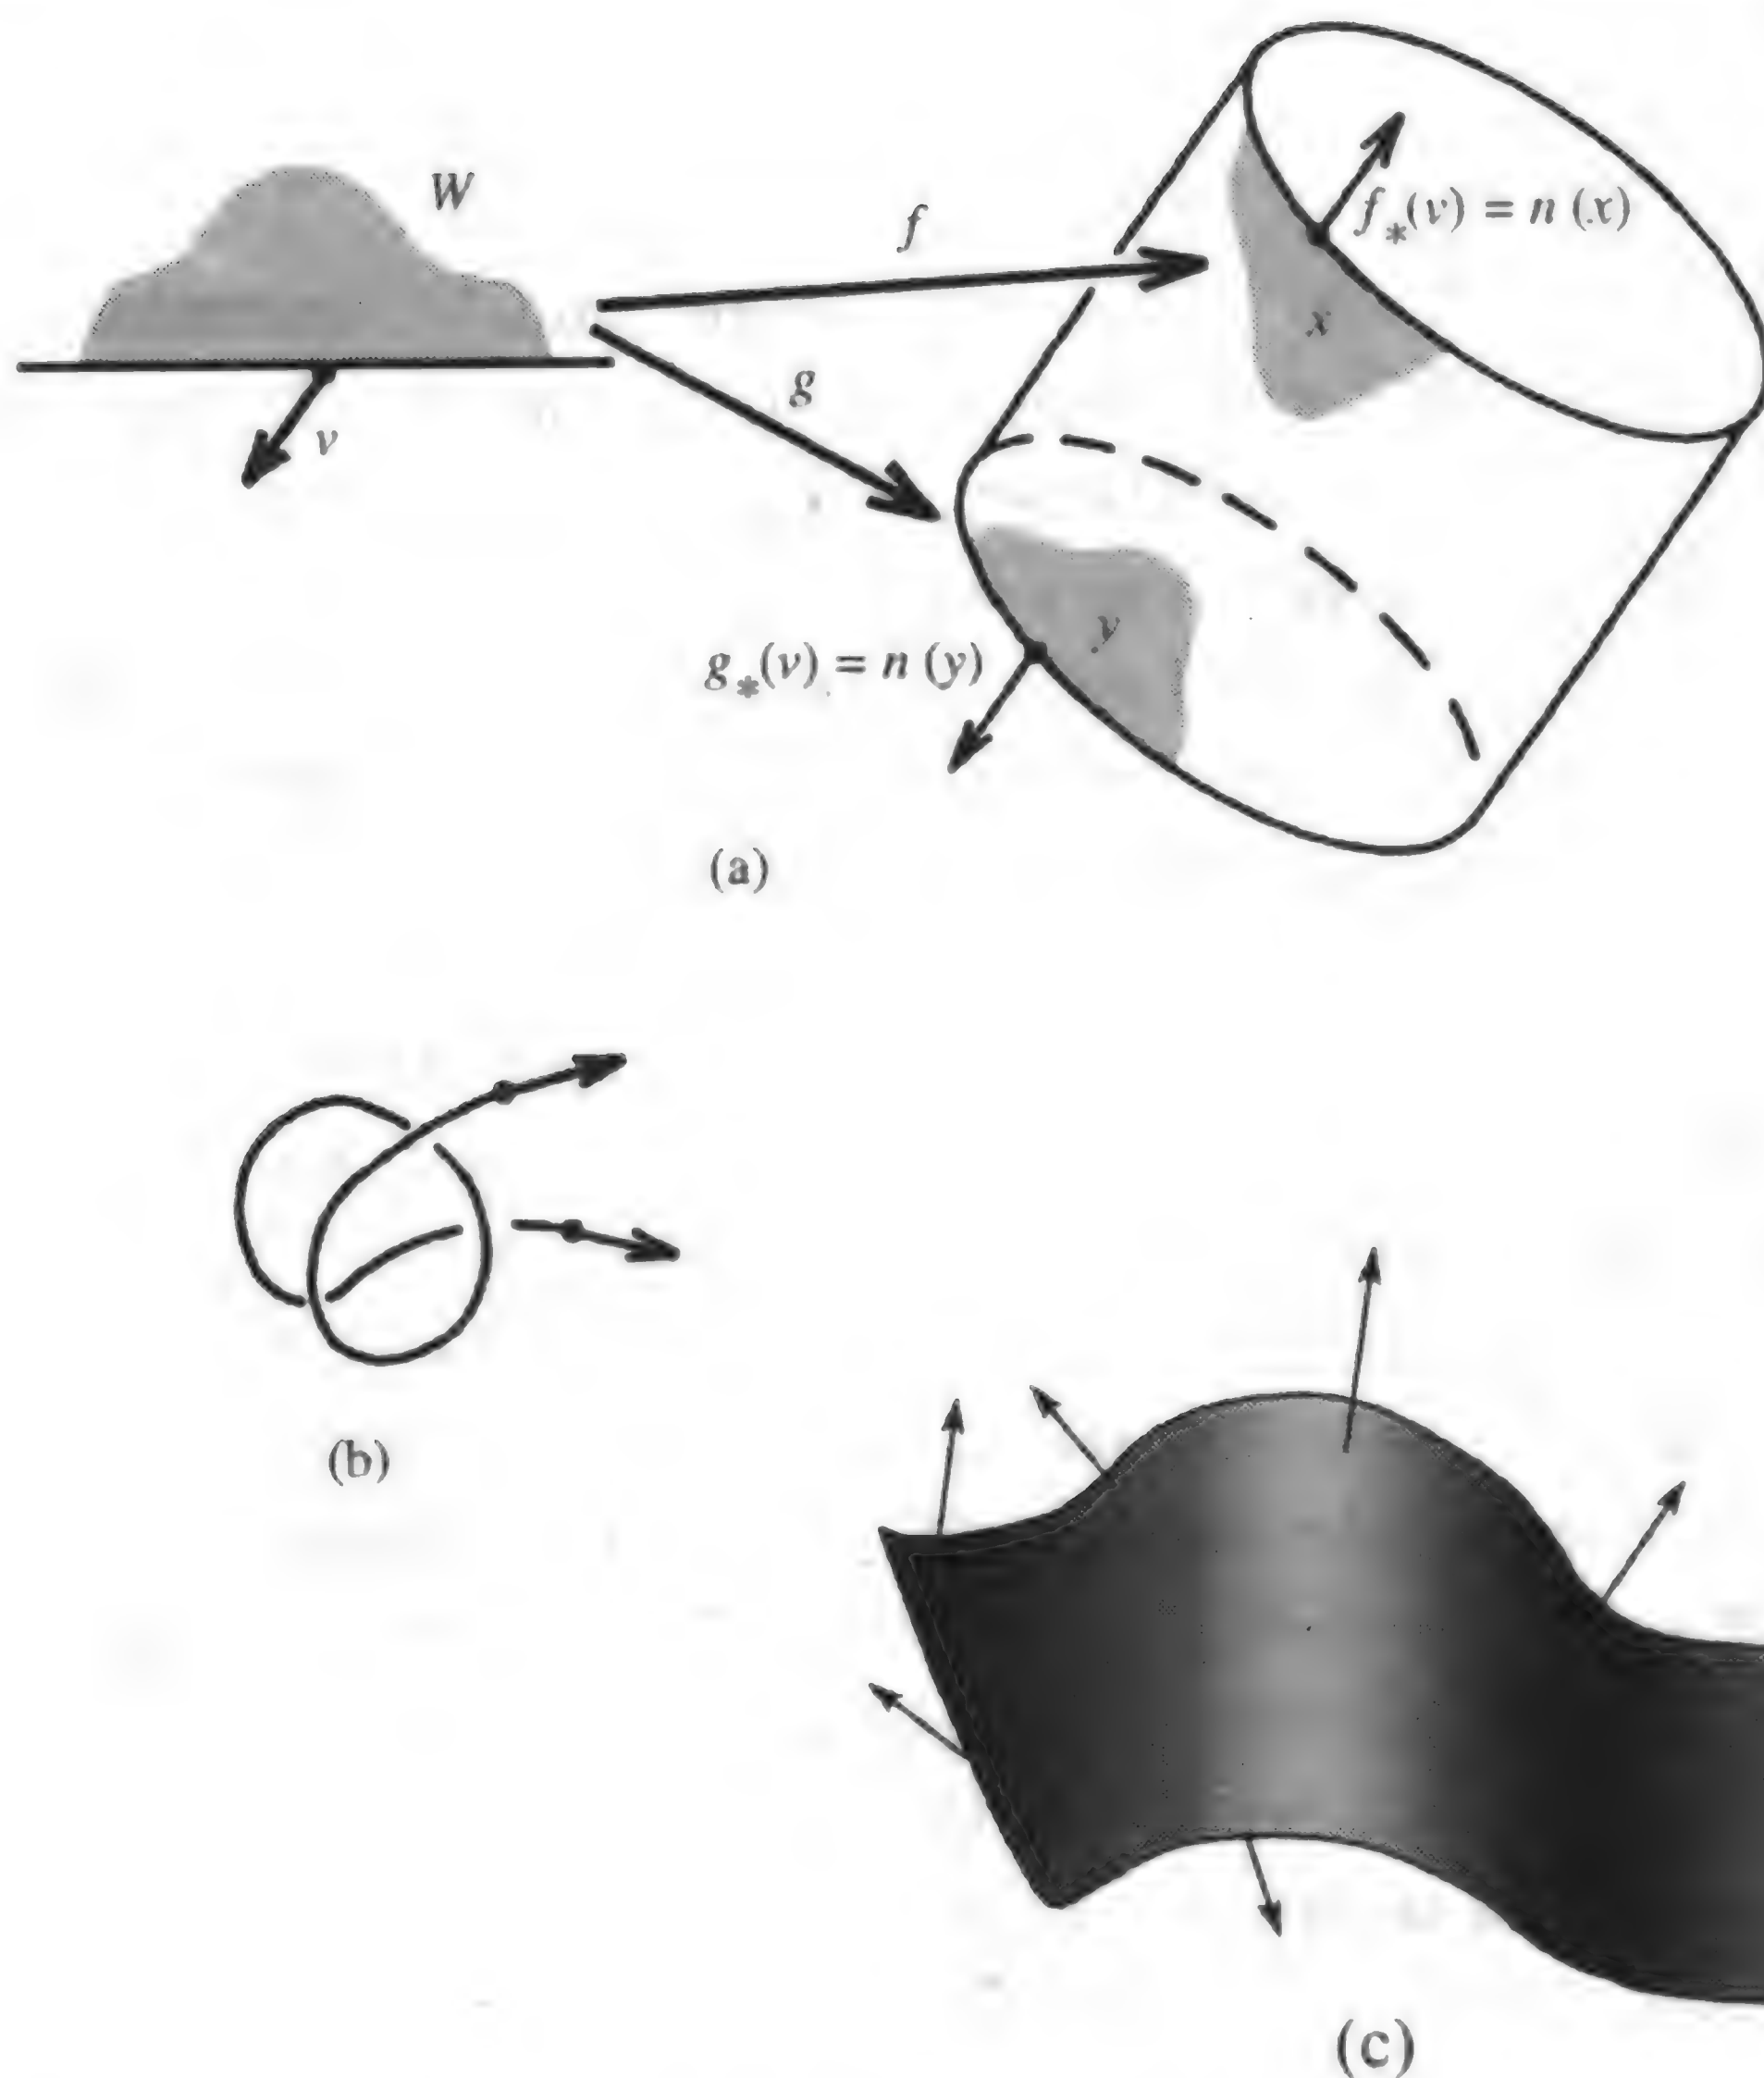 W
f
f*(v) = n (x)
x
g
v
y
g*(v) = n (y)
(a)
(b)
(c)